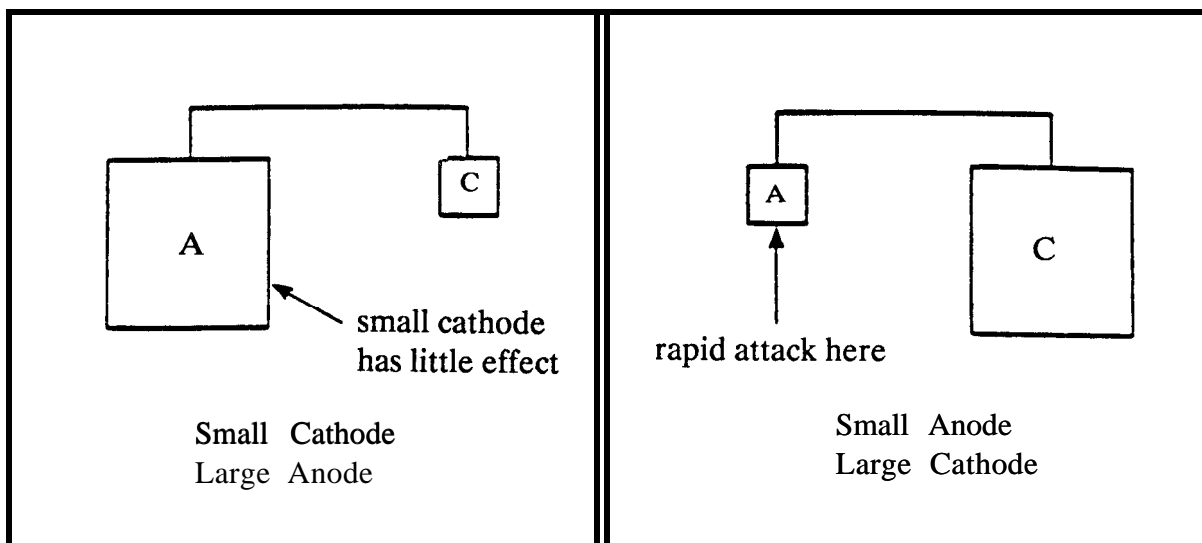 A
C
small cathode
has little effect
Small Cathode
Large Anode
A
C
rapid attack here
Small Anode
Large Cathode